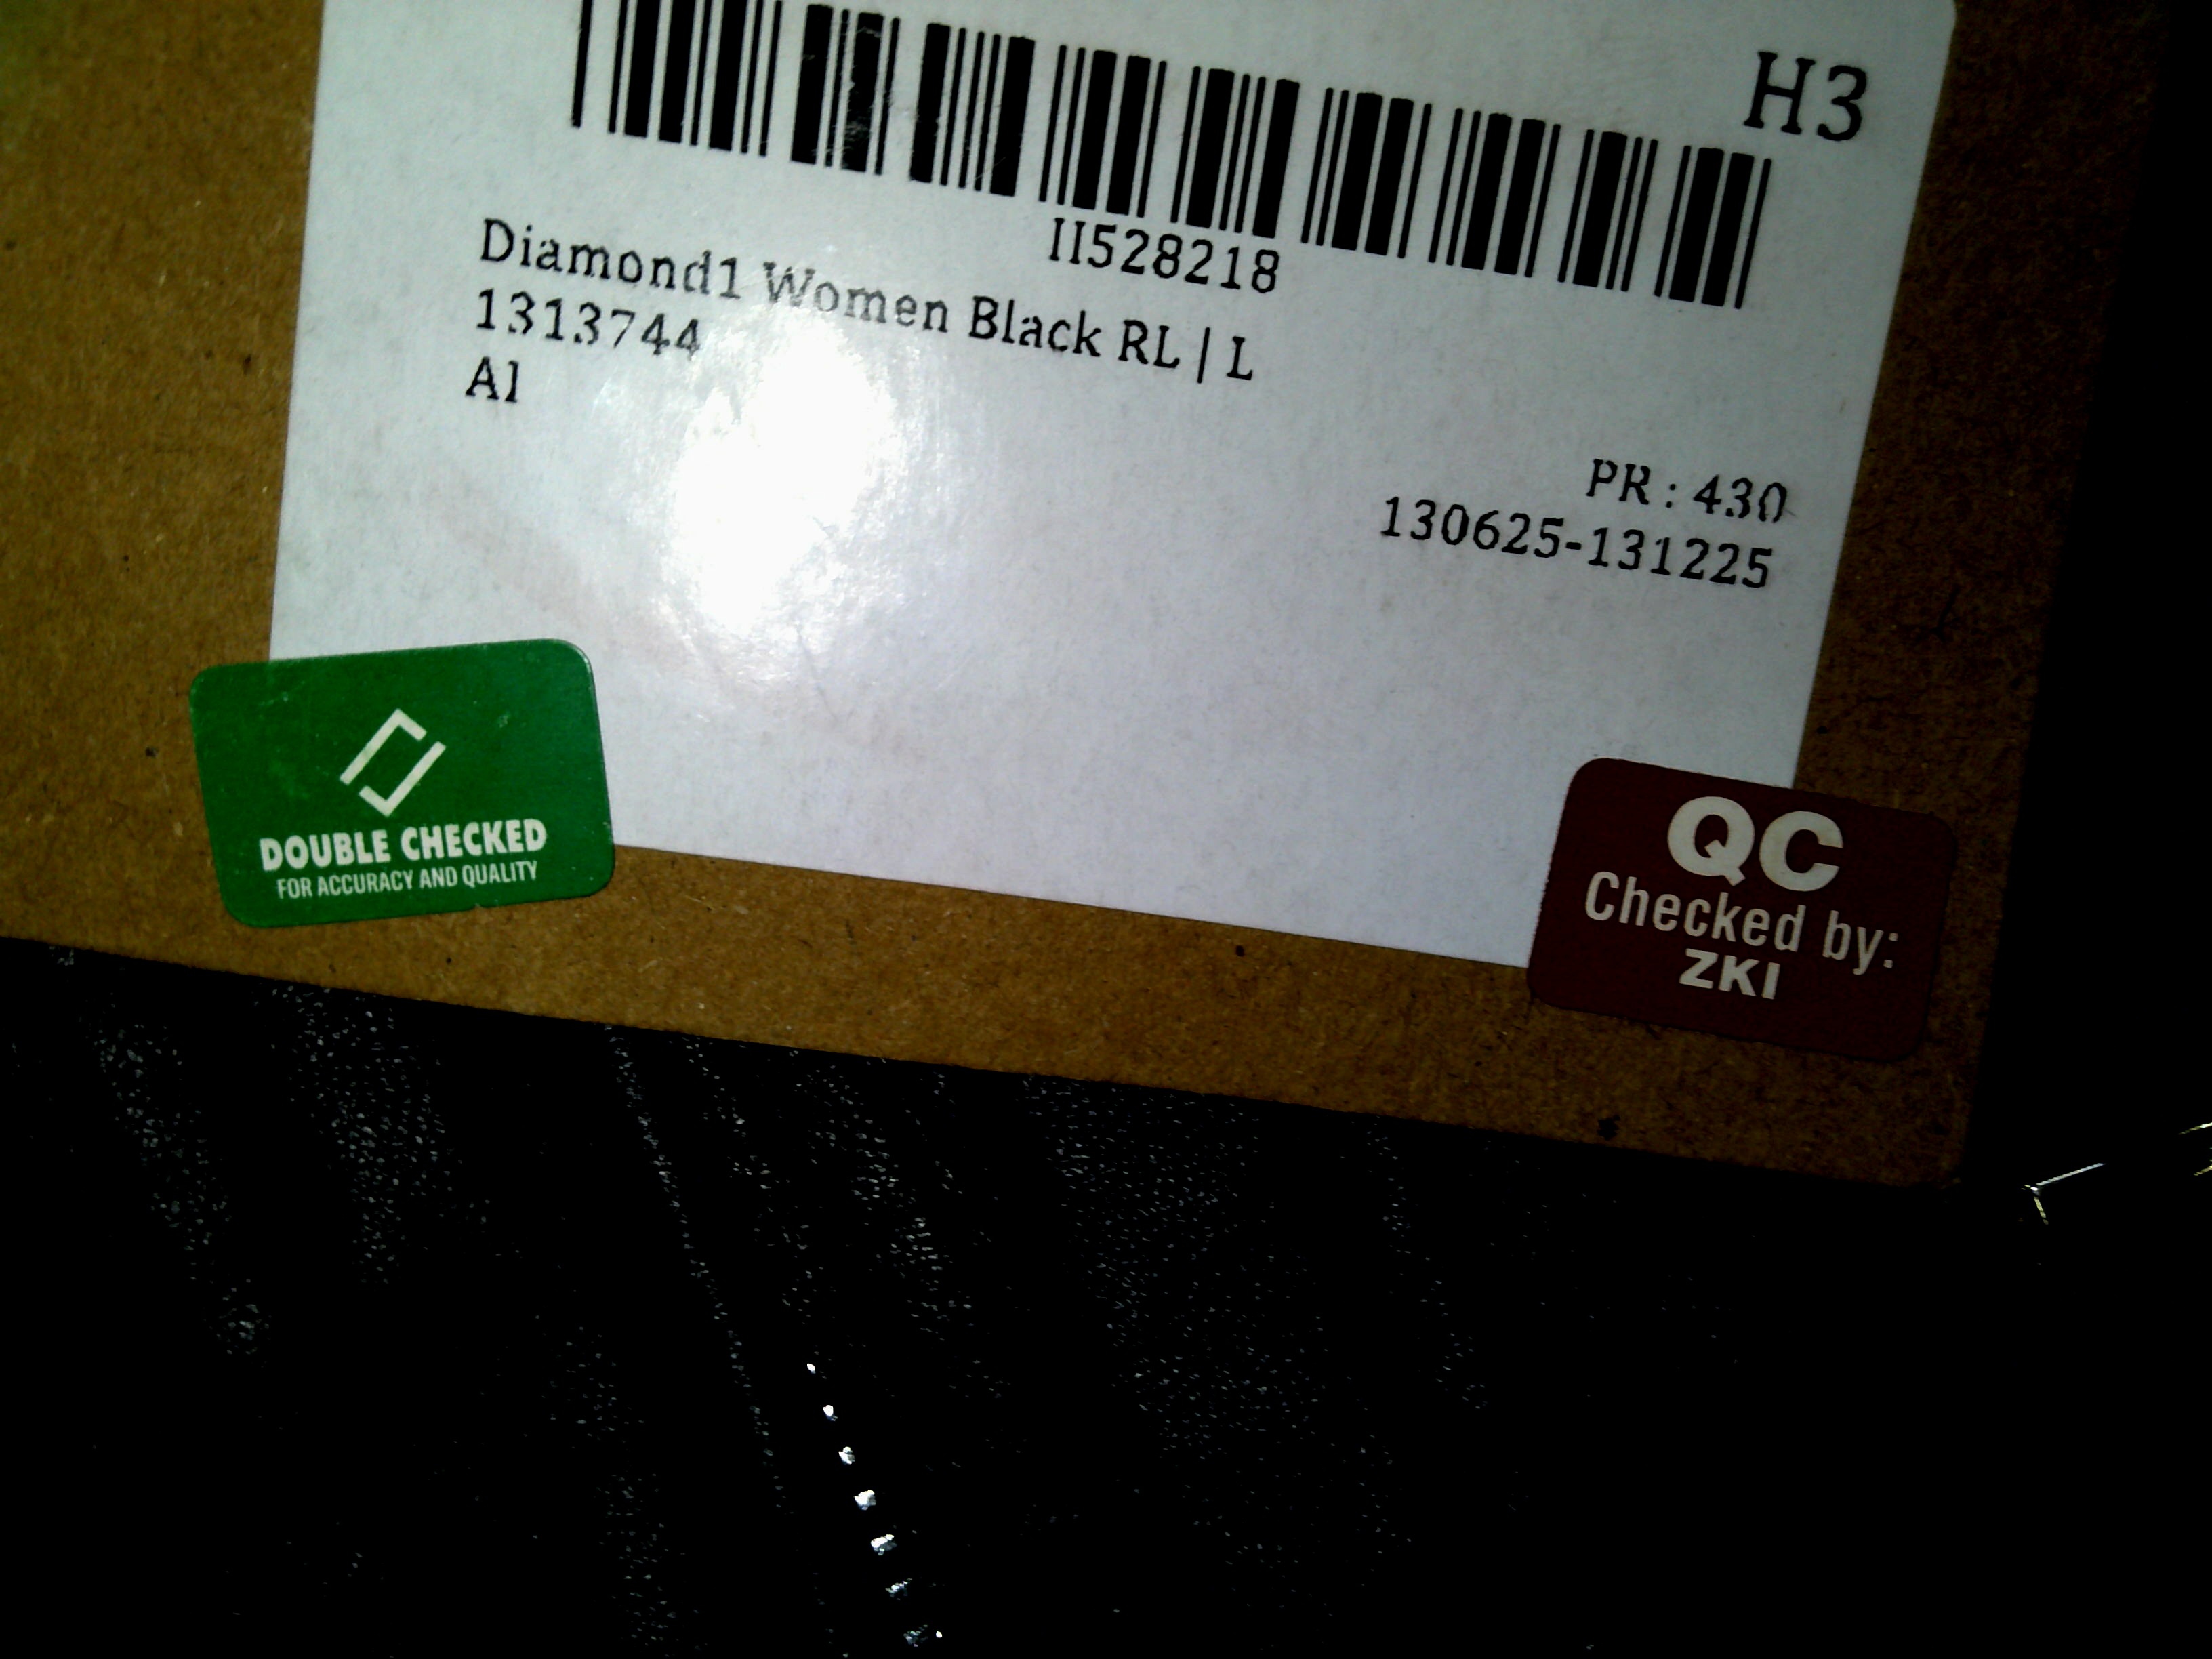 H3
II528218
Diamond1 Women Black RL | L
1313744
A1
PR : 430
130625-131225
DOUBLE CHECKED
FOR ACCURACY AND QUALITY
QC
Checked by:
ZKI